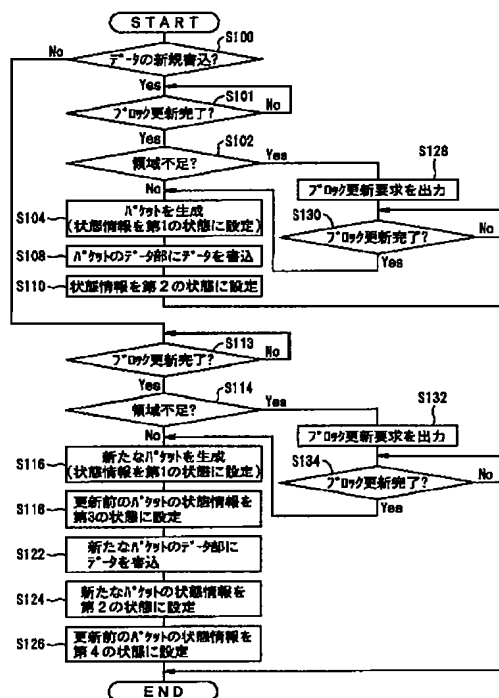 START
S100
No
データの新規書込?
Yes
S101
ブロック更新完了?
No
Yes
S102
領域不足?
Yes
No
S128
ブロック更新要求を出力
S104
パケットを生成
(状態情報を第1の状態に設定)
S130
ブロック更新完了?
No
Yes
S108
パケットのデータ部にデータを書込
S110
状態情報を第2の状態に設定
S113
ブロック更新完了?
No
Yes
S114
領域不足?
Yes
No
S132
ブロック更新要求を出力
S116
新たなパケットを生成
(状態情報を第1の状態に設定)
S134
ブロック更新完了?
No
Yes
S118
更新前のパケットの状態情報を
第3の状態に設定
S122
新たなパケットのデータ部に
データを書込
S124
新たなパケットの状態情報を
第2の状態に設定
S126
更新前のパケットの状態情報を
第4の状態に設定
END